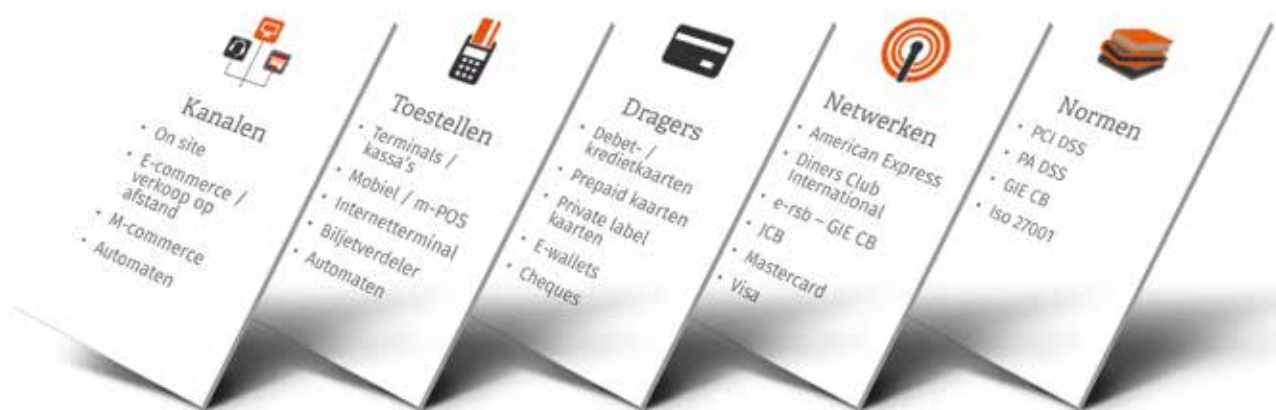 Kanalen
• On site
• E-commerce /
verkoop op
afstand
• M-commerce
• Automaten
Toestellen
• Terminals /
kassa's
• Mobiel / m-POS
• Internetterminal
• Biljetverdeler
• Automaten
Dragers
• Debet- /
kredietkaarten
• Prepaid kaarten
• Private label
kaarten
• E-wallets
• Cheques
Netwerken
• American Express
• Diners Club
International
• e-rsb – GIE CB
• JCB
• Mastercard
• Visa
Normen
• PCI DSS
• PA DSS
• GIE CB
• Iso 27001